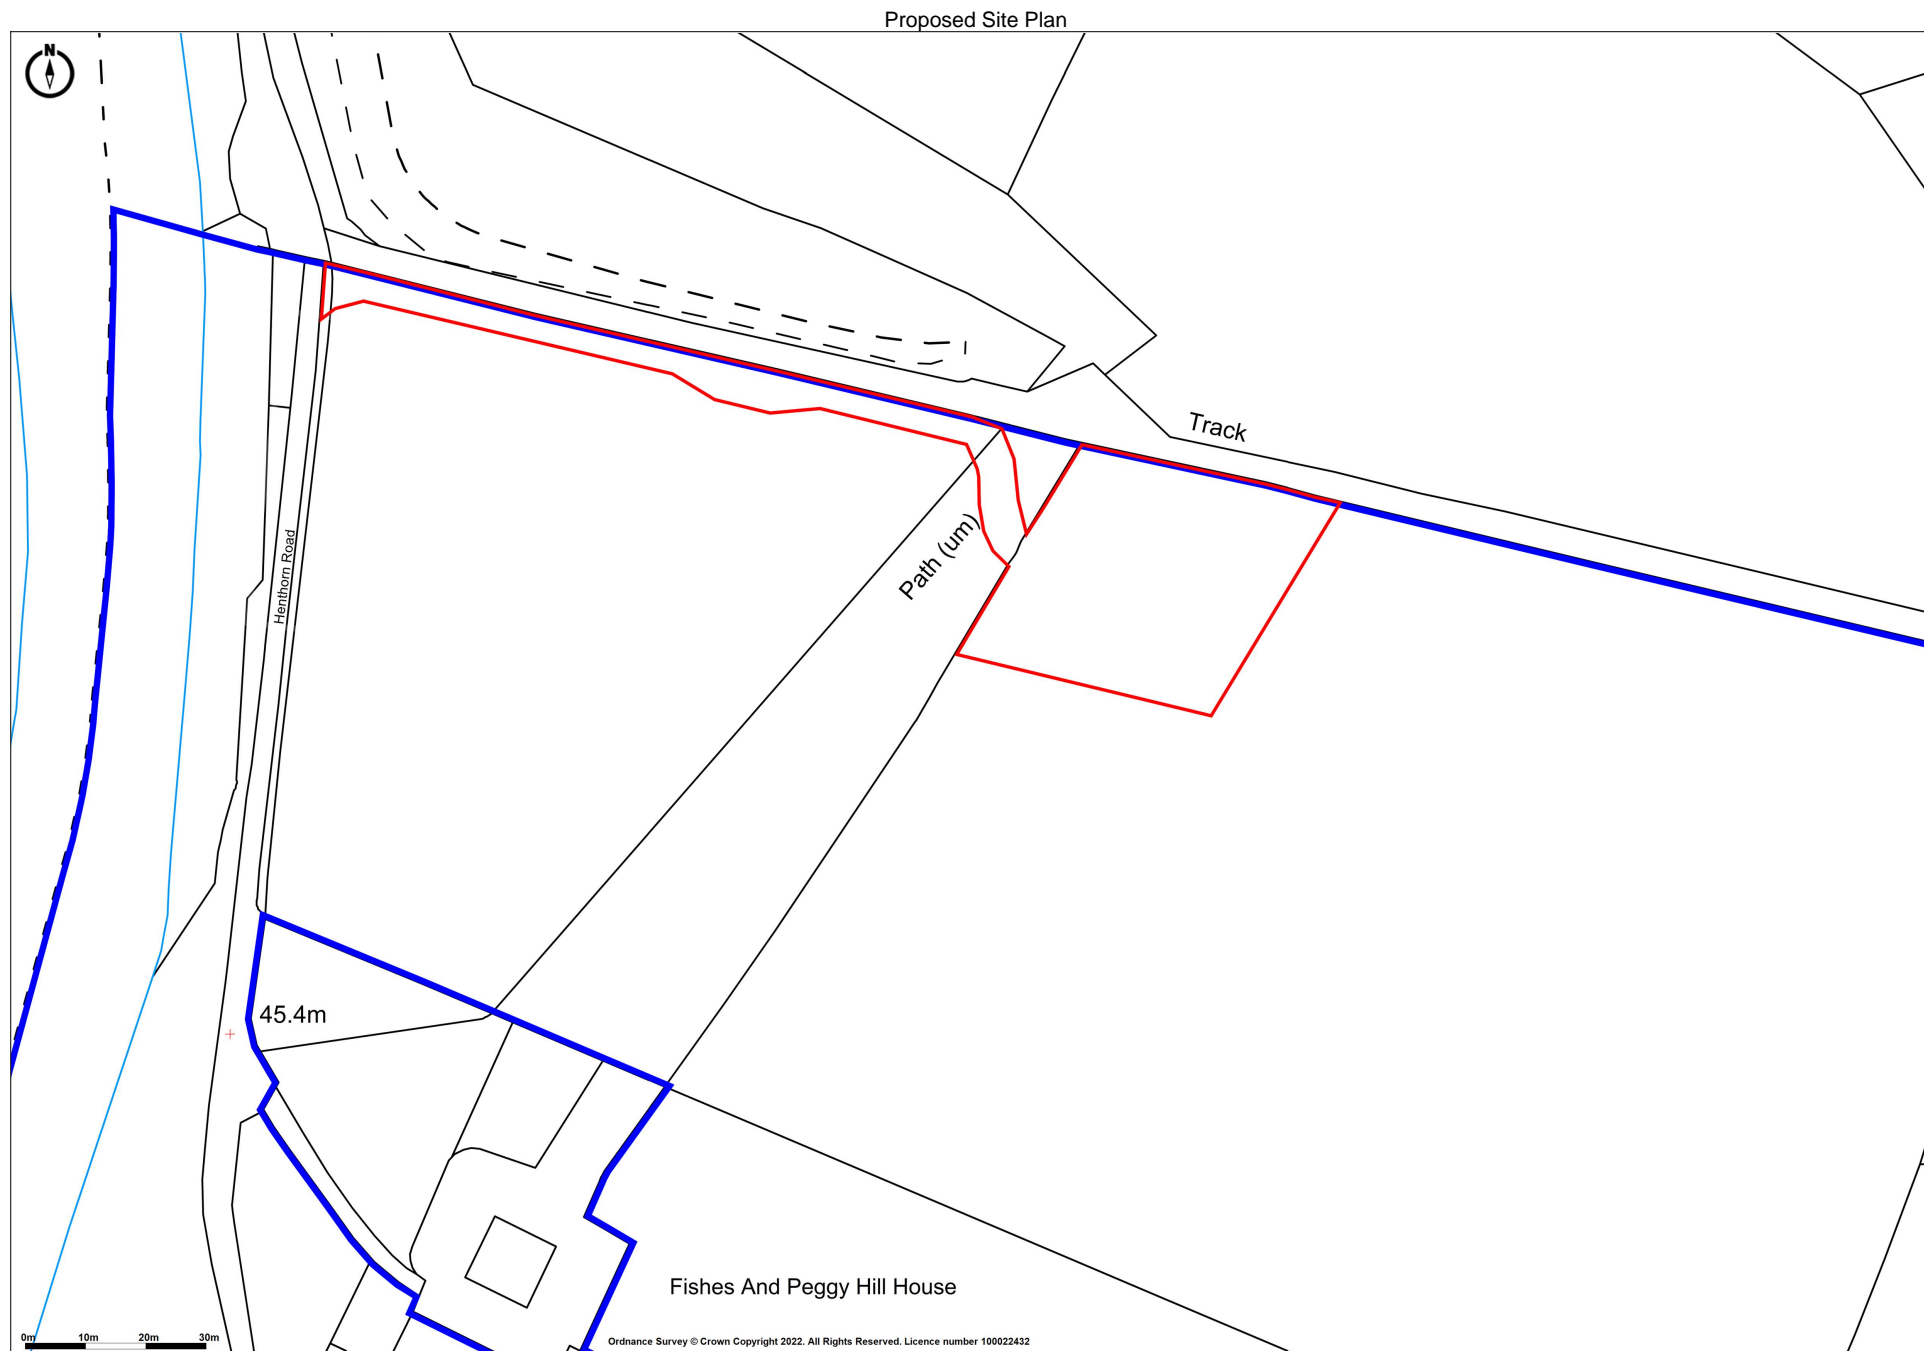 Proposed Site Plan
N
Track
Path (um)
Henthorn Road
45.4m
Fishes And Peggy Hill House
0m 10m 20m 30m
Ordnance Survey © Crown Copyright 2022. All Rights Reserved. Licence number 100022432